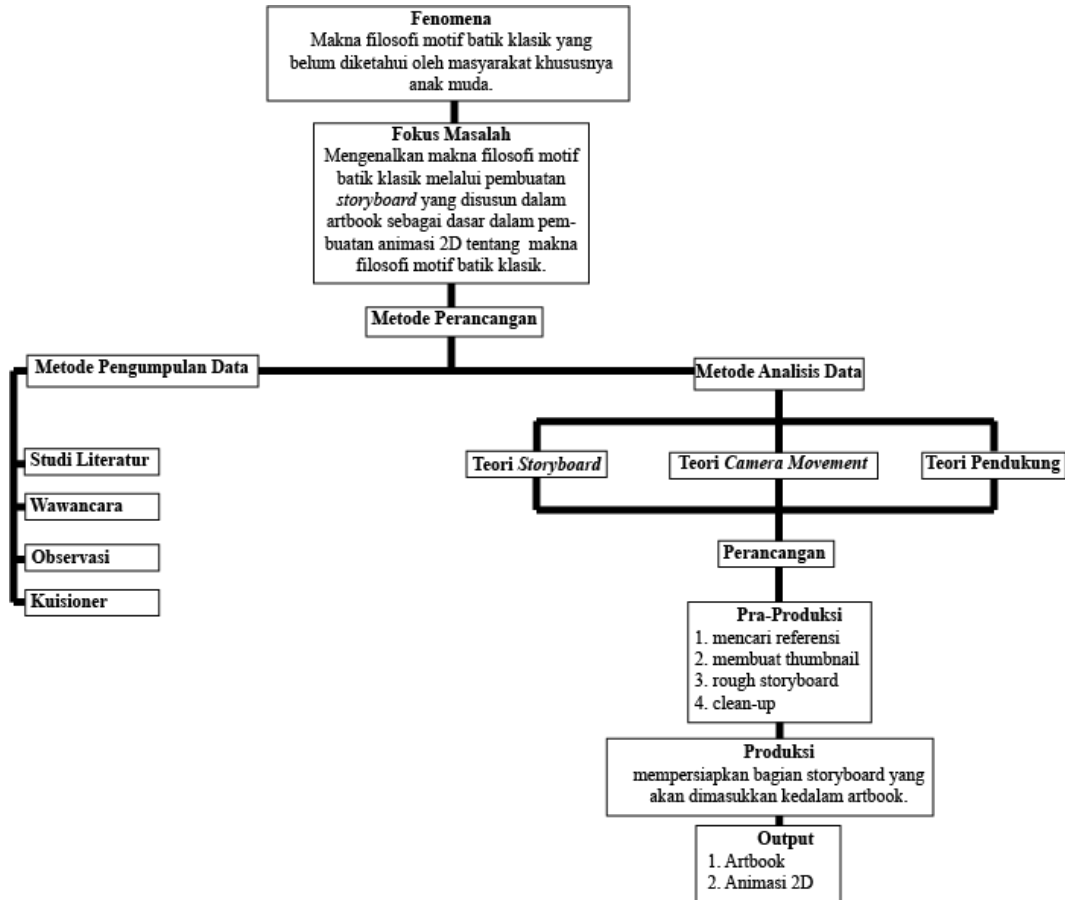 Fenomena
Makna filosofi motif batik klasik yang
belum diketahui oleh masyarakat khususnya
anak muda.
Fokus Masalah
Mengenalkan makna filosofi motif
batik klasik melalui pembuatan
storyboard yang disusun dalam
artbook sebagai dasar dalam pem-
buatan animasi 2D tentang makna
filosofi motif batik klasik.
Metode Perancangan
Metode Pengumpulan Data
Studi Literatur
Wawancara
Observasi
Kuisioner
Metode Analisis Data
Teori Storyboard
Teori Camera Movement
Teori Pendukung
Perancangan
Pra-Produksi
1. mencari referensi
2. membuat thumbnail
3. rough storyboard
4. clean-up
Produksi
mempersiapkan bagian storyboard yang
akan dimasukkan kedalam artbook.
Output
1. Artbook
2. Animasi 2D